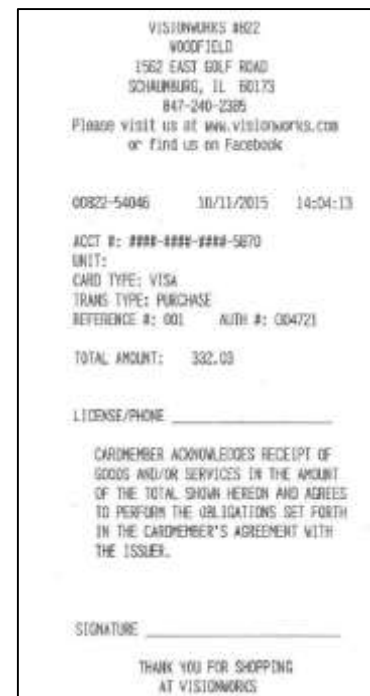 VISIONWORKS #822
WOODFIELD
1562 EAST GOLF ROAD
SCHAUMBURG, IL 60173
847-240-2385
Please visit us at www.visionworks.com
or find us on Facebook
00822-54046 10/11/2015 14:04:13
ACCT #: ####-####-####-5870
UNIT:
CARD TYPE: VISA
TRANS TYPE: PURCHASE
REFERENCE #: 001 AUTH #: 004721
TOTAL AMOUNT: 332.03
LICENSE/PHONE
CARDMEMBER ACKNOWLEDGES RECEIPT OF
GOODS AND/OR SERVICES IN THE AMOUNT
OF THE TOTAL SHOWN HEREON AND AGREES
TO PERFORM THE OBLIGATIONS SET FORTH
IN THE CARDMEMBER'S AGREEMENT WITH
THE ISSUER.
SIGNATURE
THANK YOU FOR SHOPPING
AT VISIONWORKS